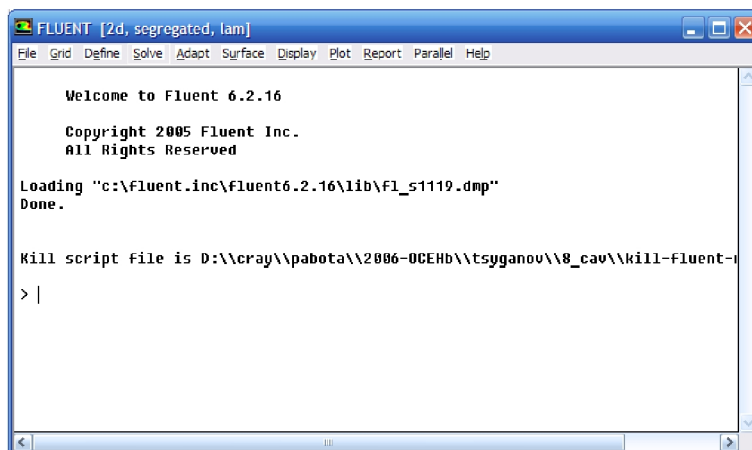 FLUENT [2d, segregated, lam]
File Grid Define Solve Adapt Surface Display Plot Report Parallel Help
Welcome to Fluent 6.2.16
Copyright 2005 Fluent Inc.
All Rights Reserved
Loading "c:\fluent.inc\fluent6.2.16\lib\fl_s1119.dmp"
Done.
Kill script file is D:\\cray\\pabota\\2006-OCEHb\\tsyganov\\8_cav\\kill-fluent-
>